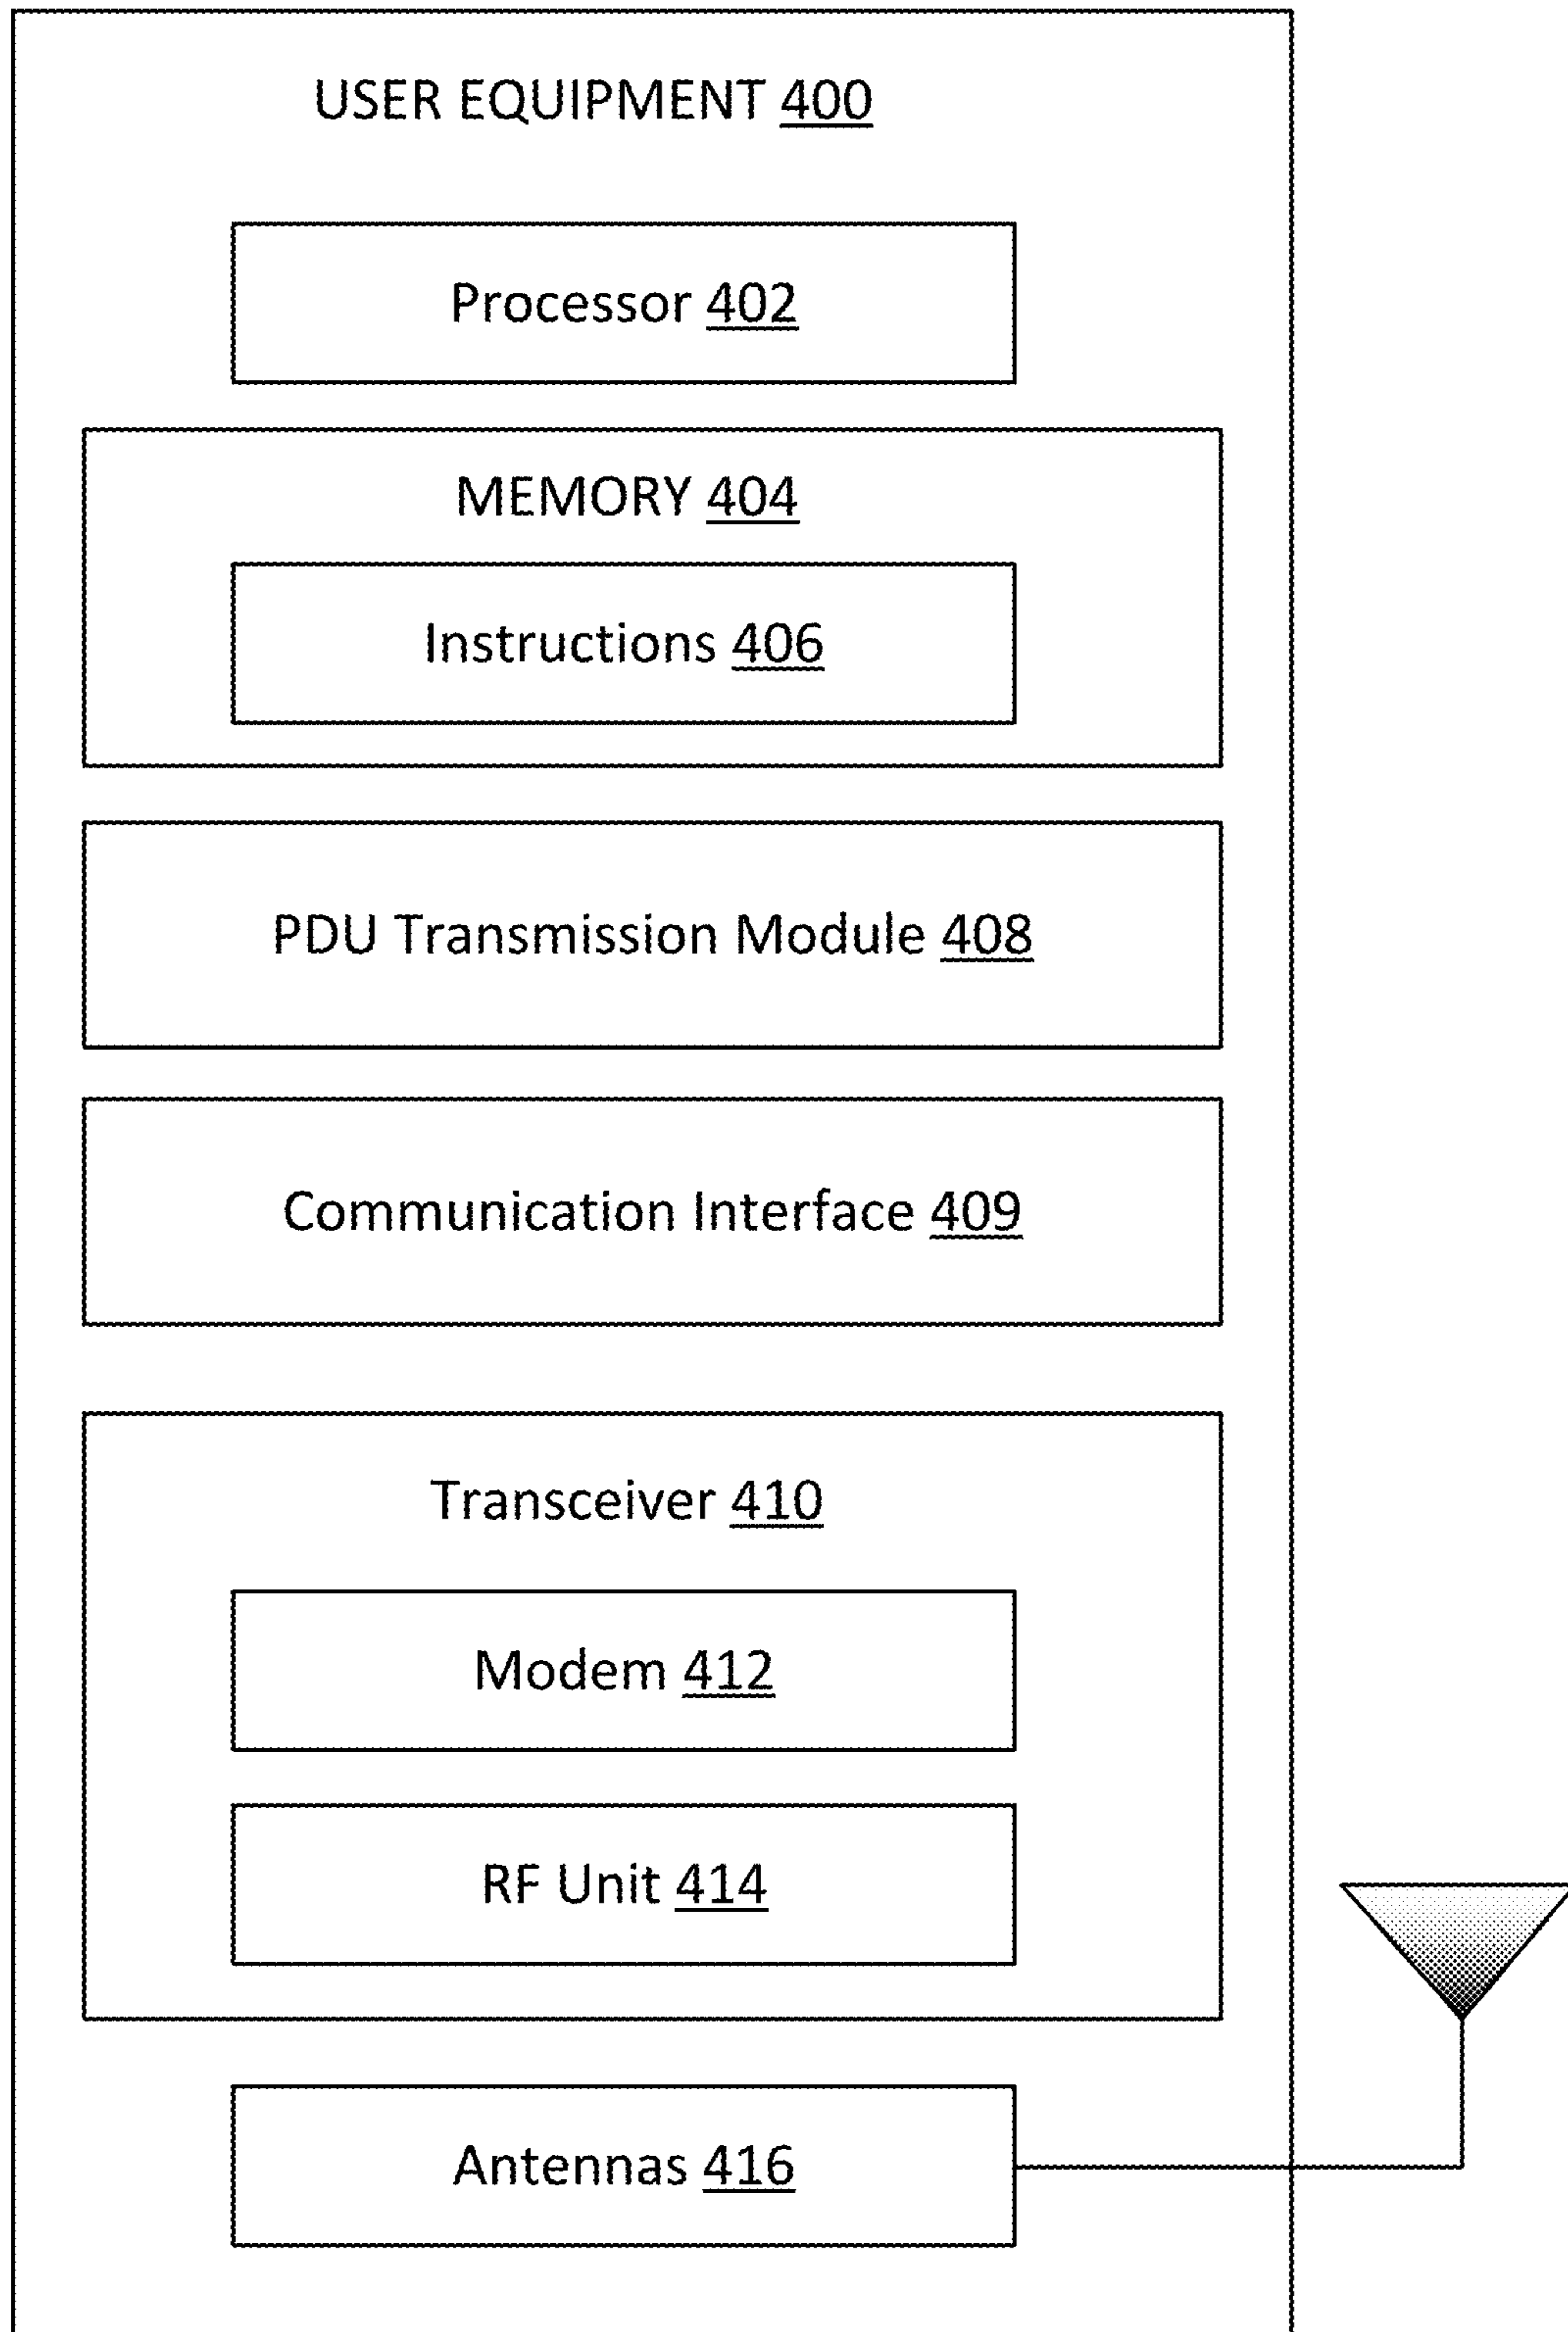 USER EQUIPMENT 400
Processor 402
MEMORY 404
Instructions 406
PDU Transmission Module 408
Communication Interface 409
Transceiver 410
Modem 412
RF Unit 414
Antennas 416